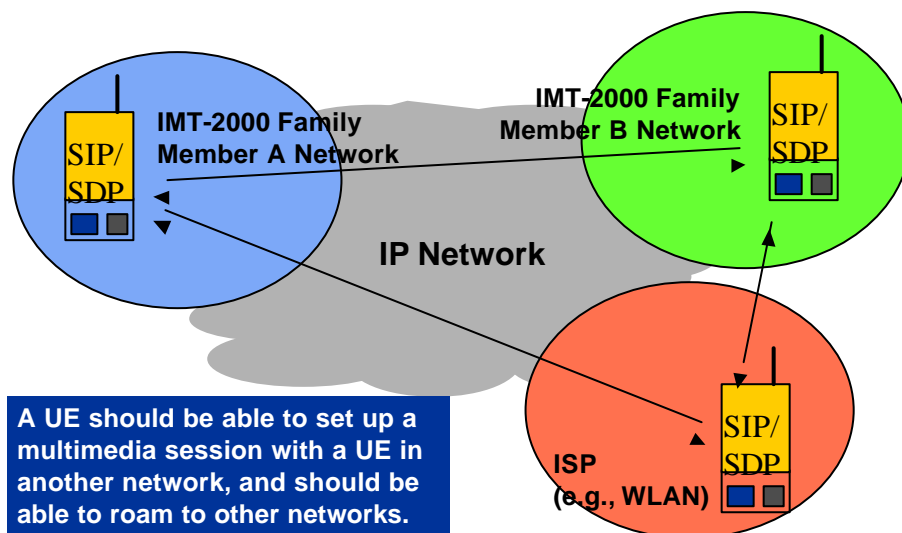 IMT-2000 Family
Member A Network
SIP/
SDP
IMT-2000 Family
Member B Network
SIP/
SDP
IP Network
A UE should be able to set up a
multimedia session with a UE in
another network, and should be
able to roam to other networks.
ISP
(e.g., WLAN)
SIP/
SDP